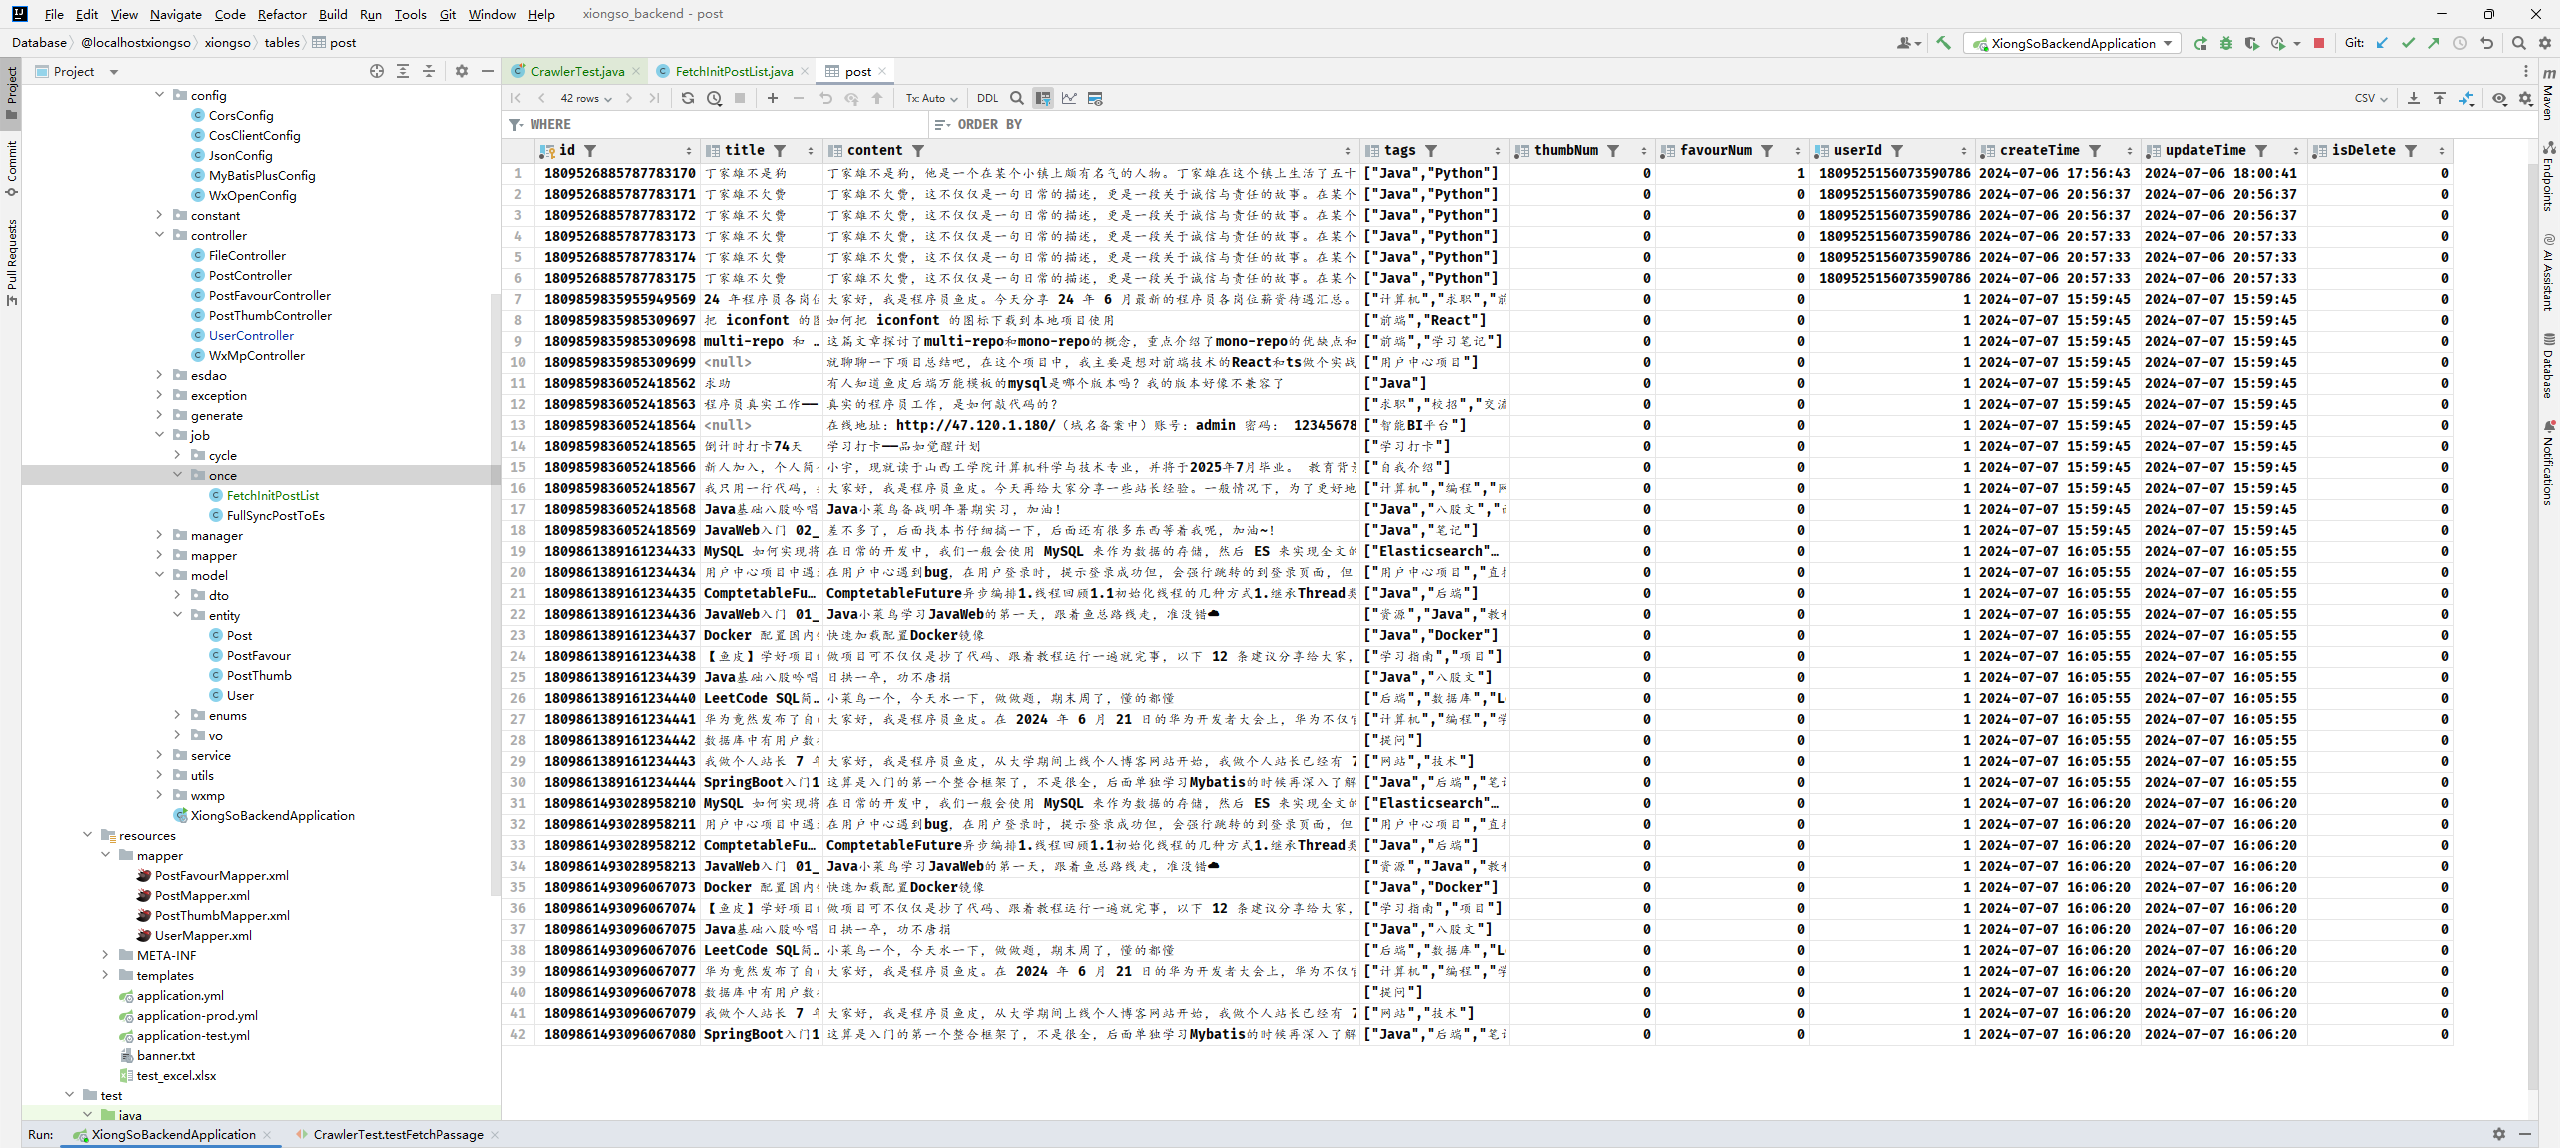 File Edit View Navigate Code Refactor Build Run Tools Git Window Help xiongso_backend - post
Database @localhostxiongso xiongso tables post XiongSoBackendApplication Git:
Project CrawlerTest.java FetchInitPostList.java post
42 rows Tx: Auto DDL CSV
WHERE ORDER BY
id title content tags thumbNum favourNum userId createTime updateTime isDelete
1 1809526885787783170 丁家雄不是狗 丁家雄不是狗，他是一个在某个小镇上颇有名气的人物。丁家雄在这个镇上生活了五十 ["Java","Python"] 0 1 1809525156073590786 2024-07-06 17:56:43 2024-07-06 18:00:41 0
2 1809526885787783171 丁家雄不欠费 丁家雄不欠费，这不仅仅是一句日常的描述，更是一段关于诚信与责任的故事。在某个 ["Java","Python"] 0 0 1809525156073590786 2024-07-06 20:56:37 2024-07-06 20:56:37 0
3 1809526885787783172 丁家雄不欠费 丁家雄不欠费，这不仅仅是一句日常的描述，更是一段关于诚信与责任的故事。在某个 ["Java","Python"] 0 0 1809525156073590786 2024-07-06 20:56:37 2024-07-06 20:56:37 0
4 1809526885787783173 丁家雄不欠费 丁家雄不欠费，这不仅仅是一句日常的描述，更是一段关于诚信与责任的故事。在某个 ["Java","Python"] 0 0 1809525156073590786 2024-07-06 20:57:33 2024-07-06 20:57:33 0
5 1809526885787783174 丁家雄不欠费 丁家雄不欠费，这不仅仅是一句日常的描述，更是一段关于诚信与责任的故事。在某个 ["Java","Python"] 0 0 1809525156073590786 2024-07-06 20:57:33 2024-07-06 20:57:33 0
6 1809526885787783175 丁家雄不欠费 丁家雄不欠费，这不仅仅是一句日常的描述，更是一段关于诚信与责任的故事。在某个 ["Java","Python"] 0 0 1809525156073590786 2024-07-06 20:57:33 2024-07-06 20:57:33 0
7 1809859835955949569 24 年程序员各岗位 大家好，我是程序员鱼皮。今天分享 24 年 6 月最新的程序员各岗位薪资待遇汇总。 ["计算机","求职","前 0 0 1 2024-07-07 15:59:45 2024-07-07 15:59:45 0
8 1809859835985309697 把 iconfont 的图 如何把 iconfont 的图标下载到本地项目使用 ["前端","React"] 0 0 1 2024-07-07 15:59:45 2024-07-07 15:59:45 0
9 1809859835985309698 multi-repo 和 … 这篇文章探讨了multi-repo和mono-repo的概念，重点介绍了mono-repo的优缺点和 ["前端","学习笔记"] 0 0 1 2024-07-07 15:59:45 2024-07-07 15:59:45 0
10 1809859835985309699 <null> 就聊聊一下项目总结吧，在这个项目中，我主要是想对前端技术的React和ts做个实战 ["用户中心项目"] 0 0 1 2024-07-07 15:59:45 2024-07-07 15:59:45 0
11 1809859836052418562 求助 有人知道鱼皮后端万能模板的mysql是哪个版本吗？我的版本好像不兼容了 ["Java"] 0 0 1 2024-07-07 15:59:45 2024-07-07 15:59:45 0
12 1809859836052418563 程序员真实工作—— 真实的程序员工作，是如何敲代码的？ ["求职","校招","交流 0 0 1 2024-07-07 15:59:45 2024-07-07 15:59:45 0
13 1809859836052418564 <null> 在线地址：http://47.120.1.180/（域名备案中）账号：admin 密码： 12345678 ["智能BI平台"] 0 0 1 2024-07-07 15:59:45 2024-07-07 15:59:45 0
14 1809859836052418565 倒计时打卡74天 学习打卡——品如觉醒计划 ["学习打卡"] 0 0 1 2024-07-07 15:59:45 2024-07-07 15:59:45 0
15 1809859836052418566 新人加入，个人简 小宇，现就读于山西工学院计算机科学与技术专业，并将于2025年7月毕业。 教育背景 ["自我介绍"] 0 0 1 2024-07-07 15:59:45 2024-07-07 15:59:45 0
16 1809859836052418567 我只用一行代码， 大家好，我是程序员鱼皮。今天再给大家分享一些站长经验。一般情况下，为了更好地 ["计算机","编程","网 0 0 1 2024-07-07 15:59:45 2024-07-07 15:59:45 0
17 1809859836052418568 Java基础八股吟唱 Java小菜鸟备战明年暑期实习，加油！ ["Java","八股文"," 0 0 1 2024-07-07 15:59:45 2024-07-07 15:59:45 0
18 1809859836052418569 JavaWeb入门 02_ 差不多了，后面找本书仔细搞一下，后面还有很多东西等着我呢，加油~！ ["Java","笔记"] 0 0 1 2024-07-07 15:59:45 2024-07-07 15:59:45 0
19 1809861389161234433 MySQL 如何实现将 在日常的开发中，我们一般会使用 MySQL 来作为数据的存储，然后 ES 来实现全文的 ["Elasticsearch"… 0 0 1 2024-07-07 16:05:55 2024-07-07 16:05:55 0
20 1809861389161234434 用户中心项目中遇 在用户中心遇到bug，在用户登录时，提示登录成功但，会强行跳转的到登录页面，但 ["用户中心项目","直接 0 0 1 2024-07-07 16:05:55 2024-07-07 16:05:55 0
21 1809861389161234435 ComptetableFu… ComptetableFuture异步编排1.线程回顾1.1初始化线程的几种方式1.继承Thread类 ["Java","后端"] 0 0 1 2024-07-07 16:05:55 2024-07-07 16:05:55 0
22 1809861389161234436 JavaWeb入门 01_ Java小菜鸟学习JavaWeb的第一天，跟着鱼总路线走，准没错☁ ["资源","Java","教程 0 0 1 2024-07-07 16:05:55 2024-07-07 16:05:55 0
23 1809861389161234437 Docker 配置国内 快速加载配置Docker镜像 ["Java","Docker"] 0 0 1 2024-07-07 16:05:55 2024-07-07 16:05:55 0
24 1809861389161234438 【鱼皮】学好项目 做项目可不仅仅是抄了代码、跟着教程运行一遍就完事，以下 12 条建议分享给大家， ["学习指南","项目"] 0 0 1 2024-07-07 16:05:55 2024-07-07 16:05:55 0
25 1809861389161234439 Java基础八股吟唱 日拱一卒，功不唐捐 ["Java","八股文"] 0 0 1 2024-07-07 16:05:55 2024-07-07 16:05:55 0
26 1809861389161234440 LeetCode SQL简… 小菜鸟一个，今天水一下，做做题，期末周了，懂的都懂 ["后端","数据库","L 0 0 1 2024-07-07 16:05:55 2024-07-07 16:05:55 0
27 1809861389161234441 华为竟然发布了自 大家好，我是程序员鱼皮。在 2024 年 6 月 21 日的华为开发者大会上，华为不仅官 ["计算机","编程","学 0 0 1 2024-07-07 16:05:55 2024-07-07 16:05:55 0
28 1809861389161234442 数据库中有用户数 ["提问"] 0 0 1 2024-07-07 16:05:55 2024-07-07 16:05:55 0
29 1809861389161234443 我做个人站长 7 年 大家好，我是程序员鱼皮，从大学期间上线个人博客网站开始，我做个人站长已经有 7 ["网站","技术"] 0 0 1 2024-07-07 16:05:55 2024-07-07 16:05:55 0
30 1809861389161234444 SpringBoot入门1 这算是入门的第一个整合框架了，不是很全，后面单独学习Mybatis的时候再深入了解 ["Java","后端","笔记 0 0 1 2024-07-07 16:05:55 2024-07-07 16:05:55 0
31 1809861493028958210 MySQL 如何实现将 在日常的开发中，我们一般会使用 MySQL 来作为数据的存储，然后 ES 来实现全文的 ["Elasticsearch"… 0 0 1 2024-07-07 16:06:20 2024-07-07 16:06:20 0
32 1809861493028958211 用户中心项目中遇 在用户中心遇到bug，在用户登录时，提示登录成功但，会强行跳转的到登录页面，但 ["用户中心项目","直接 0 0 1 2024-07-07 16:06:20 2024-07-07 16:06:20 0
33 1809861493028958212 ComptetableFu… ComptetableFuture异步编排1.线程回顾1.1初始化线程的几种方式1.继承Thread类 ["Java","后端"] 0 0 1 2024-07-07 16:06:20 2024-07-07 16:06:20 0
34 1809861493028958213 JavaWeb入门 01_ Java小菜鸟学习JavaWeb的第一天，跟着鱼总路线走，准没错☁ ["资源","Java","教程 0 0 1 2024-07-07 16:06:20 2024-07-07 16:06:20 0
35 1809861493096067073 Docker 配置国内 快速加载配置Docker镜像 ["Java","Docker"] 0 0 1 2024-07-07 16:06:20 2024-07-07 16:06:20 0
36 1809861493096067074 【鱼皮】学好项目 做项目可不仅仅是抄了代码、跟着教程运行一遍就完事，以下 12 条建议分享给大家， ["学习指南","项目"] 0 0 1 2024-07-07 16:06:20 2024-07-07 16:06:20 0
37 1809861493096067075 Java基础八股吟唱 日拱一卒，功不唐捐 ["Java","八股文"] 0 0 1 2024-07-07 16:06:20 2024-07-07 16:06:20 0
38 1809861493096067076 LeetCode SQL简… 小菜鸟一个，今天水一下，做做题，期末周了，懂的都懂 ["后端","数据库","L 0 0 1 2024-07-07 16:06:20 2024-07-07 16:06:20 0
39 1809861493096067077 华为竟然发布了自 大家好，我是程序员鱼皮。在 2024 年 6 月 21 日的华为开发者大会上，华为不仅官 ["计算机","编程","学 0 0 1 2024-07-07 16:06:20 2024-07-07 16:06:20 0
40 1809861493096067078 数据库中有用户数 ["提问"] 0 0 1 2024-07-07 16:06:20 2024-07-07 16:06:20 0
41 1809861493096067079 我做个人站长 7 年 大家好，我是程序员鱼皮，从大学期间上线个人博客网站开始，我做个人站长已经有 7 ["网站","技术"] 0 0 1 2024-07-07 16:06:20 2024-07-07 16:06:20 0
42 1809861493096067080 SpringBoot入门1 这算是入门的第一个整合框架了，不是很全，后面单独学习Mybatis的时候再深入了解 ["Java","后端","笔记 0 0 1 2024-07-07 16:06:20 2024-07-07 16:06:20 0
config
CorsConfig
CosClientConfig
JsonConfig
MyBatisPlusConfig
WxOpenConfig
constant
controller
FileController
PostController
PostFavourController
PostThumbController
UserController
WxMpController
esdao
exception
generate
job
cycle
once
FetchInitPostList
FullSyncPostToEs
manager
mapper
model
dto
entity
Post
PostFavour
PostThumb
User
enums
vo
service
utils
wxmp
XiongSoBackendApplication
resources
mapper
PostFavourMapper.xml
PostMapper.xml
PostThumbMapper.xml
UserMapper.xml
META-INF
templates
application.yml
application-prod.yml
application-test.yml
banner.txt
test_excel.xlsx
test
java
Project
Commit
Pull Requests
Maven
Endpoints
AI Assistant
Database
Notifications
Run: XiongSoBackendApplication CrawlerTest.testFetchPassage